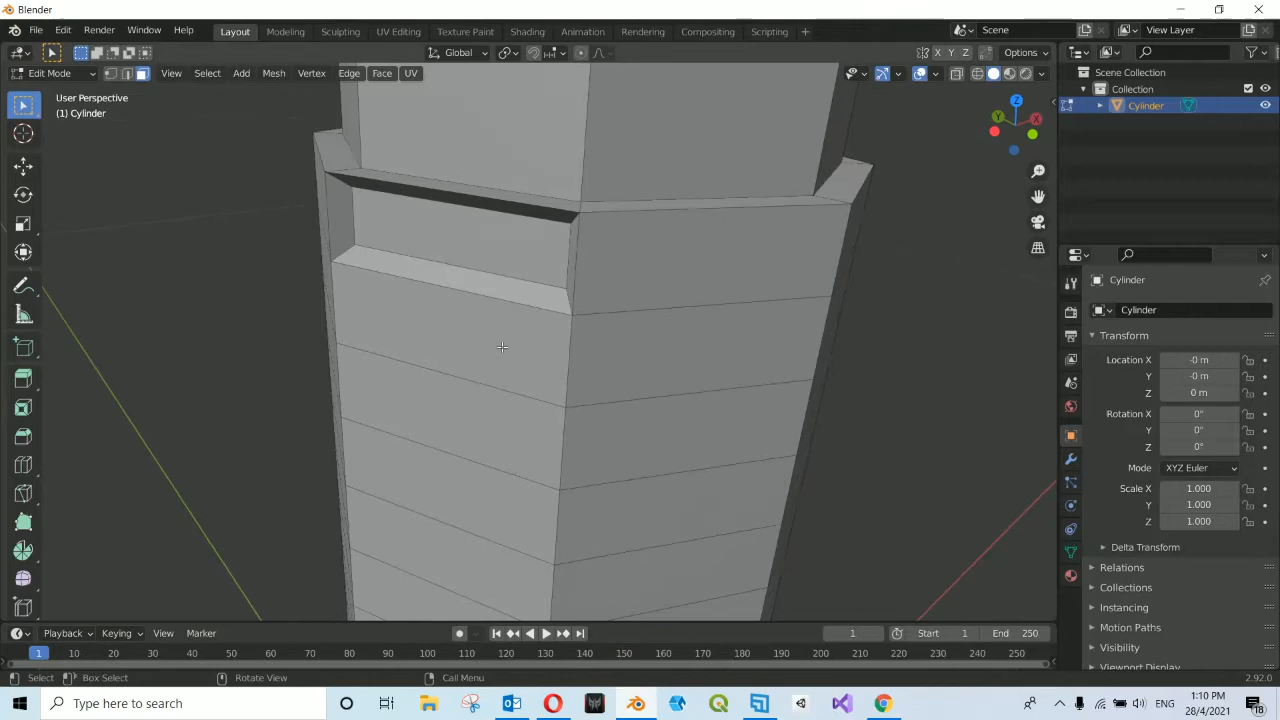 Blender
File Edit Render Window Help
Layout Modeling Sculpting UV Editing Texture Paint Shading Animation Rendering Compositing Scripting +
Scene
View Layer
Global
X Y Z
Options
Edit Mode
View Select Add Mesh Vertex Edge Face UV
User Perspective
(1) Cylinder
Z
Y
X
Scene Collection
Collection
Cylinder
Cylinder
Cylinder
Transform
Location X -0 m
Y -0 m
Z 0 m
Rotation X 0°
Y 0°
Z 0°
Mode XYZ Euler
Scale X 1.000
Y 1.000
Z 1.000
Delta Transform
Relations
Collections
Instancing
Motion Paths
Visibility
Viewport Display
Playback Keying View Marker
1
Start 1
End 250
1 10 20 30 40 50 60 70 80 90 100 110 120 130 140 150 160 170 180 190 200 210 220 230 240 250
Select Box Select Rotate View Call Menu
2.92.0
Type here to search
ENG
1:10 PM
28/4/2021
18